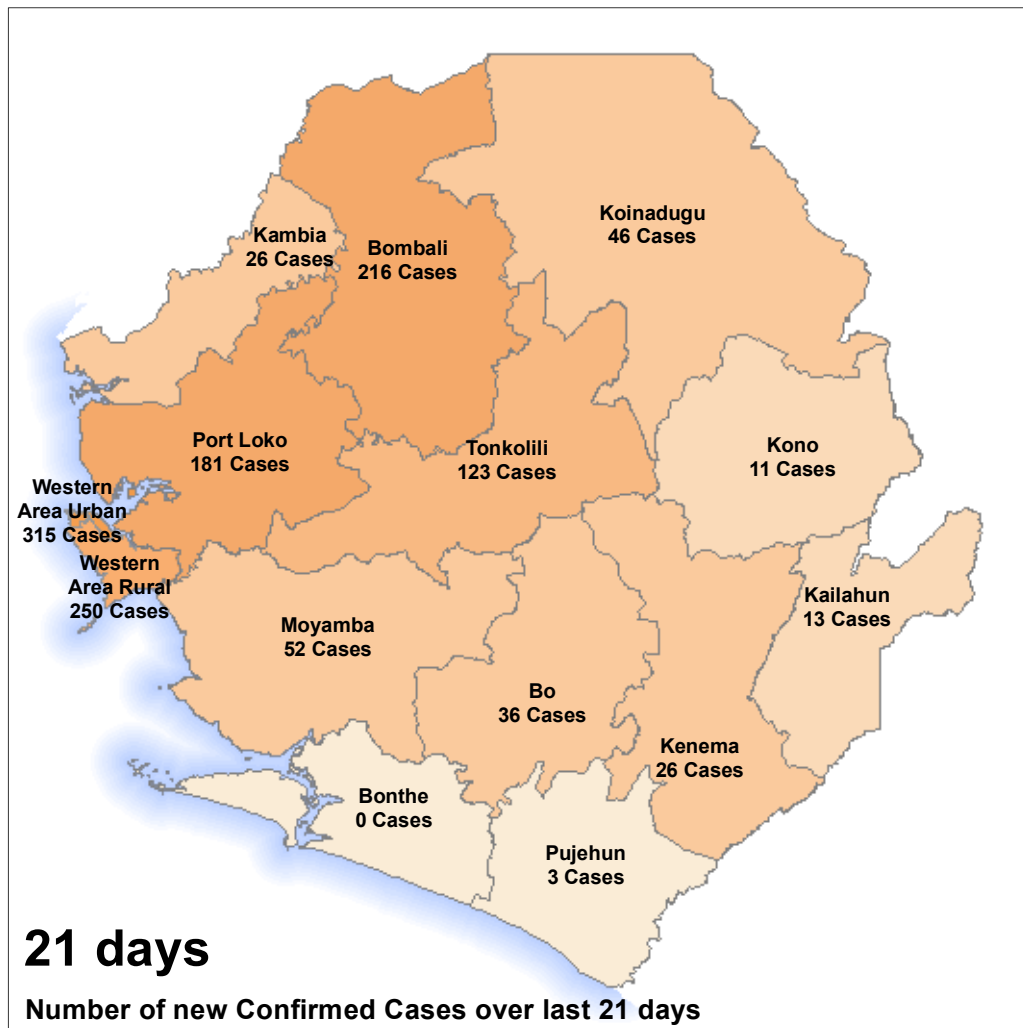 Koinadugu
46 Cases
Kambia
26 Cases
Bombali
216 Cases
Port Loko
181 Cases
Tonkolili
123 Cases
Kono
11 Cases
Western
Area Urban
315 Cases
Western
Area Rural
250 Cases
Kailahun
13 Cases
Moyamba
52 Cases
Bo
36 Cases
Kenema
26 Cases
Bonthe
0 Cases
Pujehun
3 Cases
21 days
Number of new Confirmed Cases over last 21 days